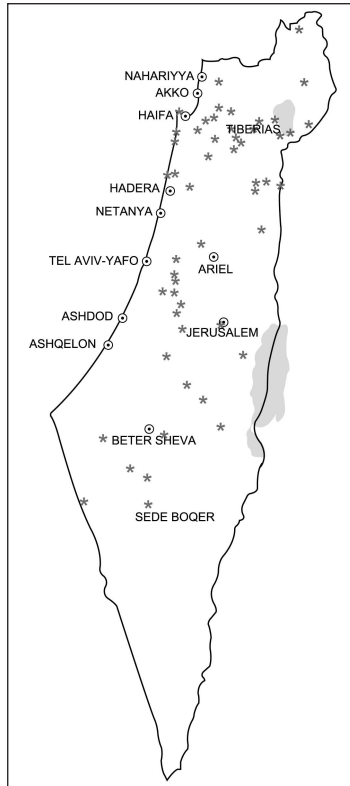 NAHARIYYA
AKKO
HAIFA
TIBERIAS
HADERA
NETANYA
TEL AVIV-YAFO
ARIEL
ASHDOD
JERUSALEM
ASHQELON
BETER SHEVA
SEDE BOQER